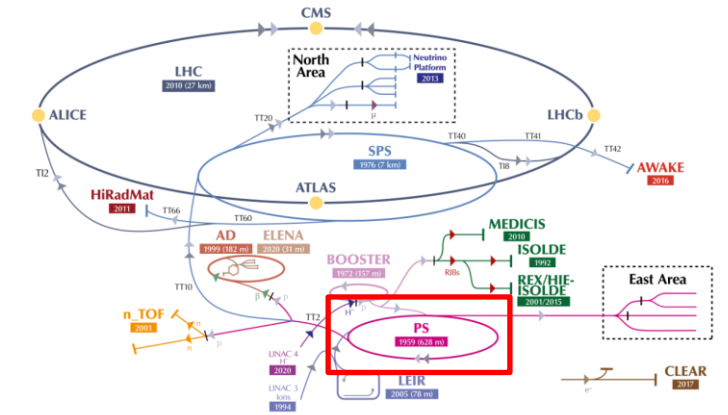 CMS
North
Area
Neutrino
Platform
2013
μ
LHC
2010 (27 km)
TT20
ALICE
LHCb
TT40
TT41
TT42
TI8
SPS
1976 (7 km)
TI2
AWAKE
2016
HiRadMat
2011
TT66
ATLAS
TT60
MEDICIS
2010
AD
1999 (182 m)
ELENA
2020 (31 m)
ISOLDE
1992
BOOSTER
1972 (157 m)
RIBs
REX/HIE-
ISOLDE
2001/2015
East Area
TT10
p
p
H-
n_TOF
2001
n
n
p
TT2
PS
1959 (628 m)
LINAC 4
H-
2020
LINAC 3
Ions
1994
LEIR
2005 (78 m)
e-
CLEAR
2017